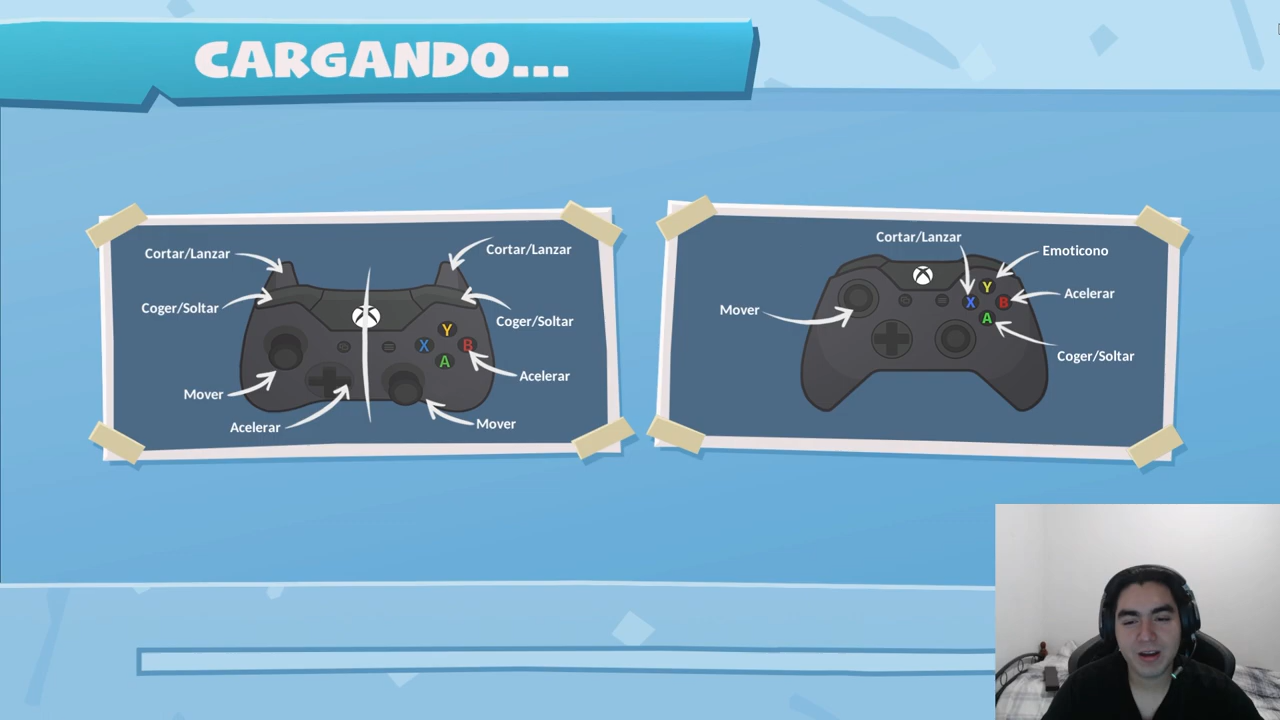 CARGANDO...
Cortar/Lanzar
Cortar/Lanzar
Coger/Soltar
Coger/Soltar
Y
X
B
A
Acelerar
Mover
Acelerar
Mover
Cortar/Lanzar
Emoticono
Y
Acelerar
X
B
Mover
A
Coger/Soltar